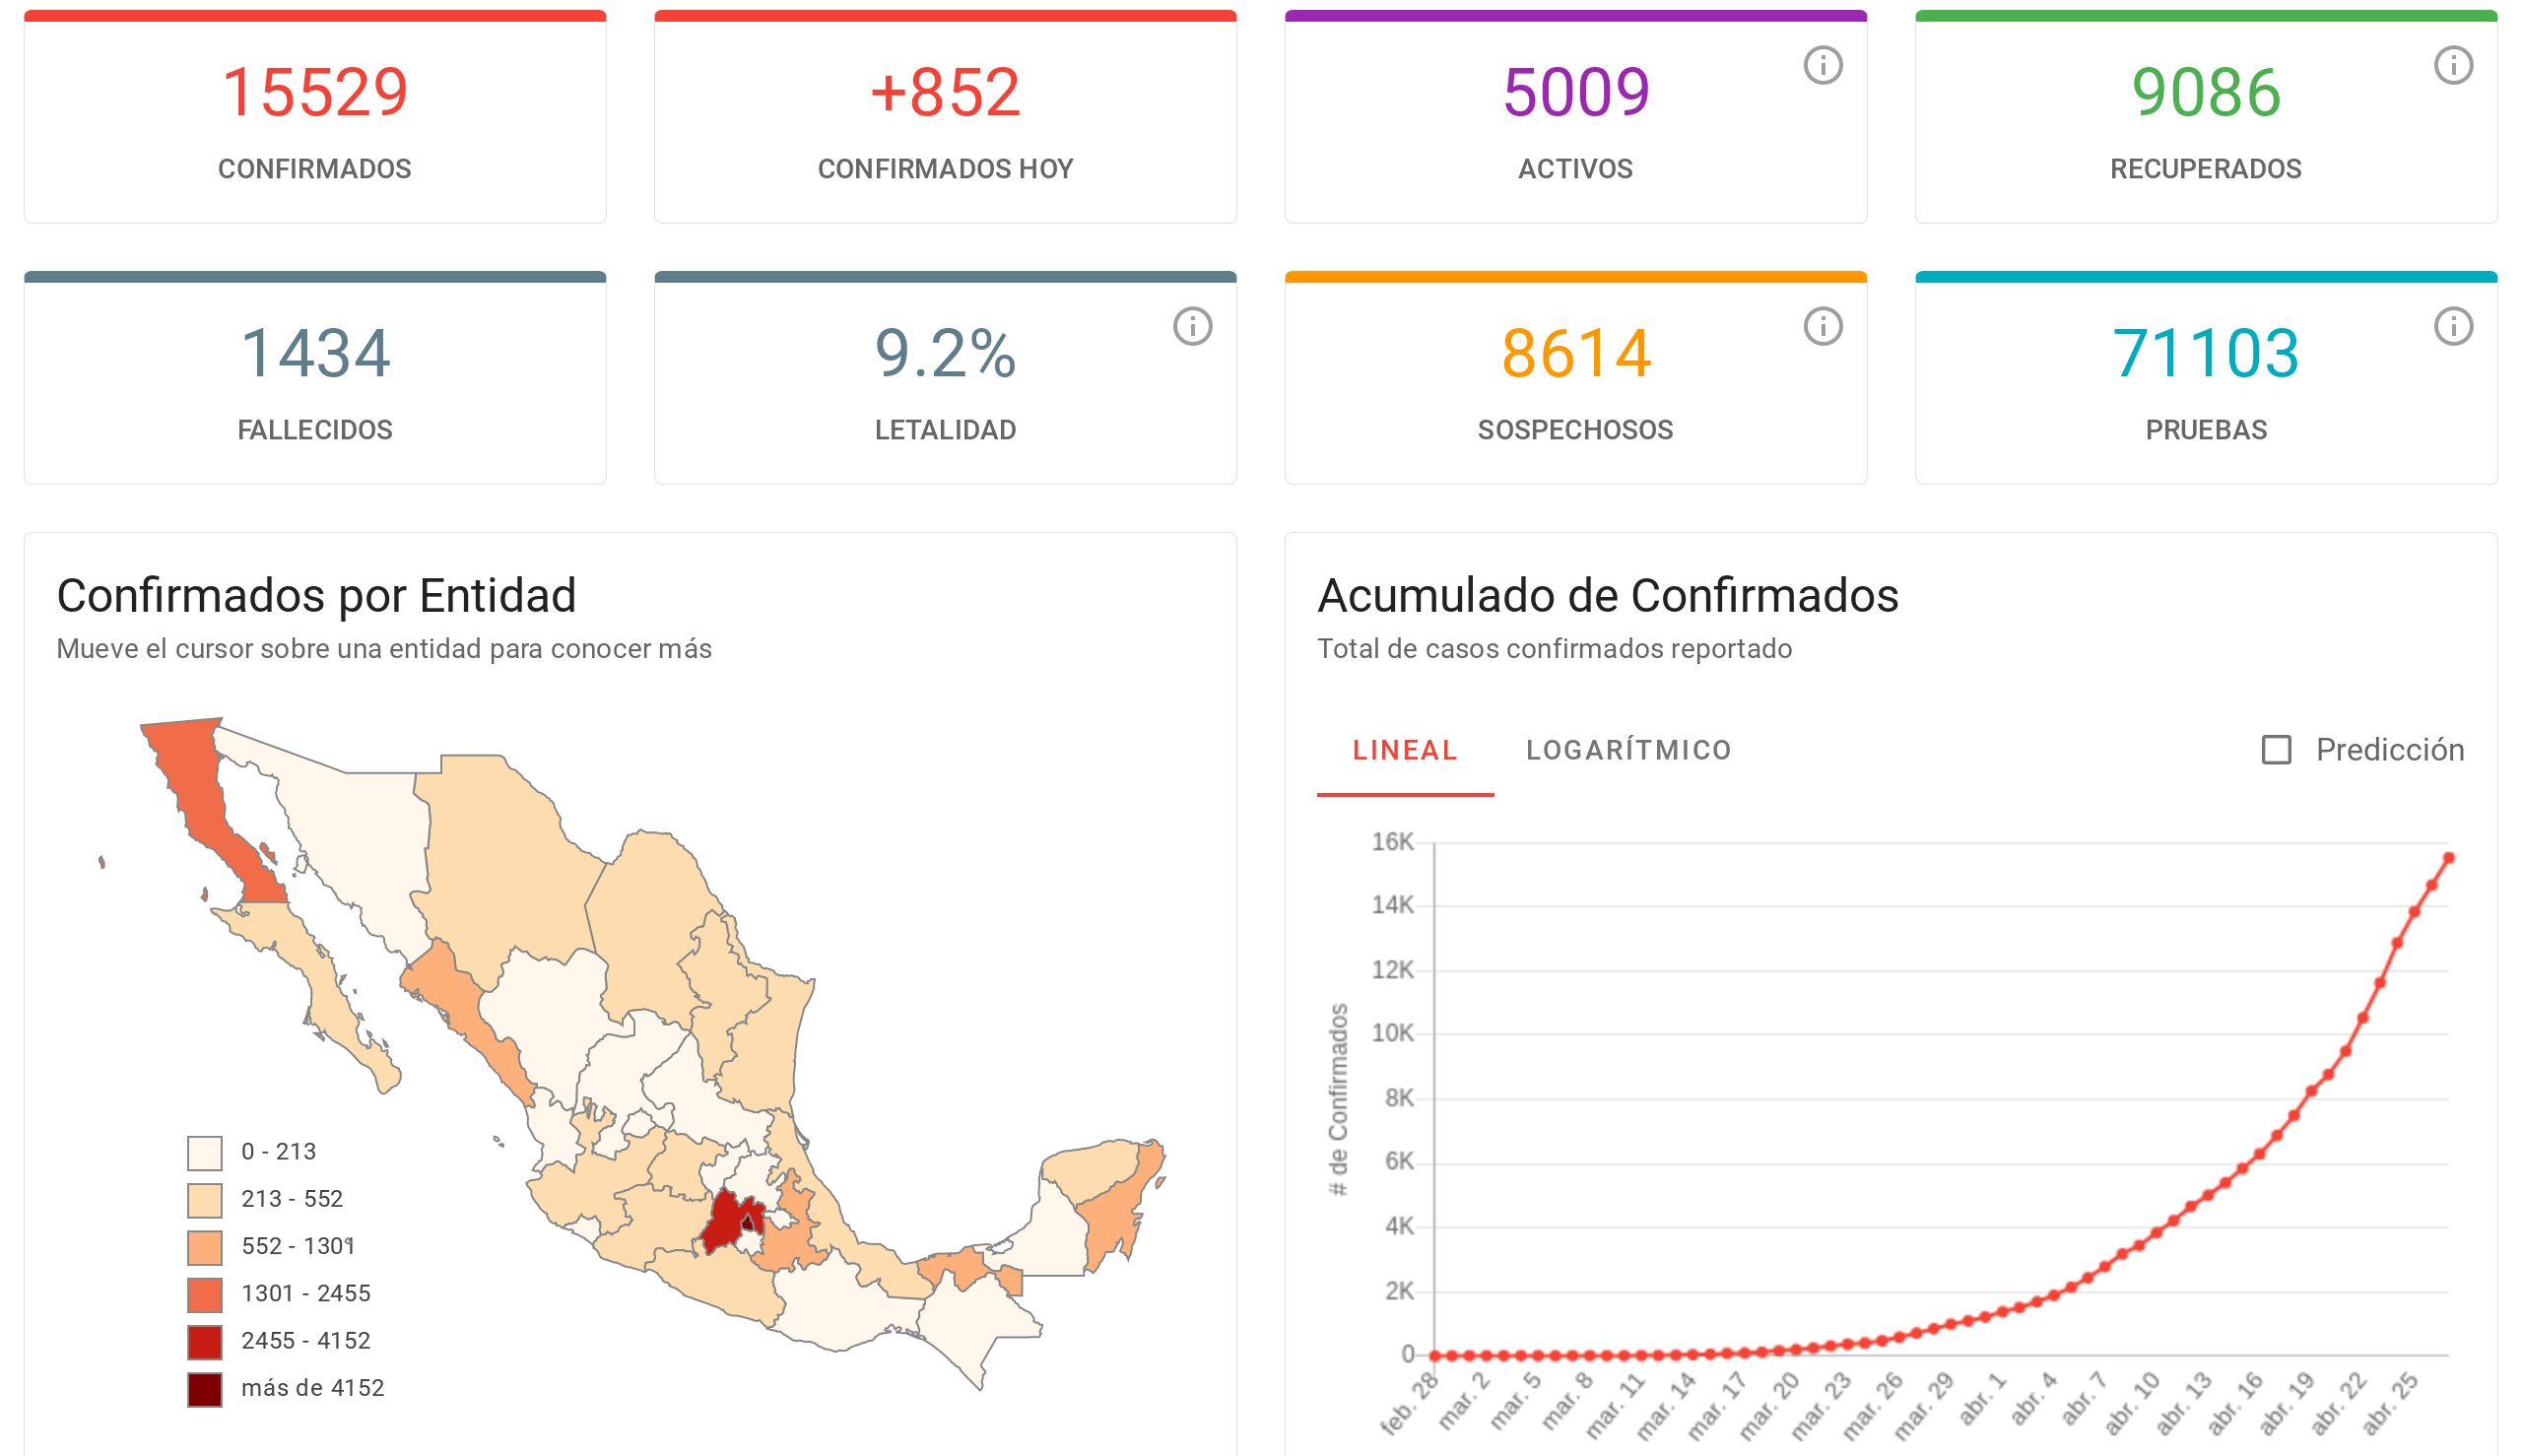 15529
CONFIRMADOS
+852
CONFIRMADOS HOY
5009
ACTIVOS
9086
RECUPERADOS
1434
FALLECIDOS
9.2%
LETALIDAD
8614
SOSPECHOSOS
71103
PRUEBAS
Confirmados por Entidad
Mueve el cursor sobre una entidad para conocer más
0 - 213
213 - 552
552 - 1301
1301 - 2455
2455 - 4152
más de 4152
Acumulado de Confirmados
Total de casos confirmados reportado
LINEAL
LOGARÍTMICO
Predicción
# de Confirmados
16K
14K
12K
10K
8K
6K
4K
2K
0
feb. 28
mar. 2
mar. 5
mar. 8
mar. 11
mar. 14
mar. 17
mar. 20
mar. 23
mar. 26
mar. 29
abr. 1
abr. 4
abr. 7
abr. 10
abr. 13
abr. 16
abr. 19
abr. 22
abr. 25